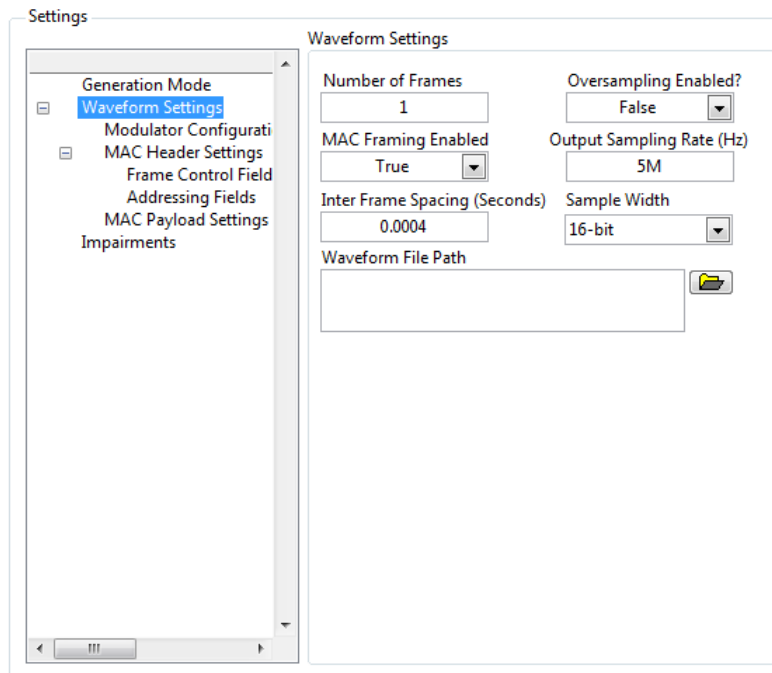 Settings
Generation Mode
Waveform Settings
Modulator Configurati
MAC Header Settings
Frame Control Field
Addressing Fields
MAC Payload Settings
Impairments
Waveform Settings
Number of Frames
1
Oversampling Enabled?
False
MAC Framing Enabled
True
Output Sampling Rate (Hz)
5M
Inter Frame Spacing (Seconds)
0.0004
Sample Width
16-bit
Waveform File Path